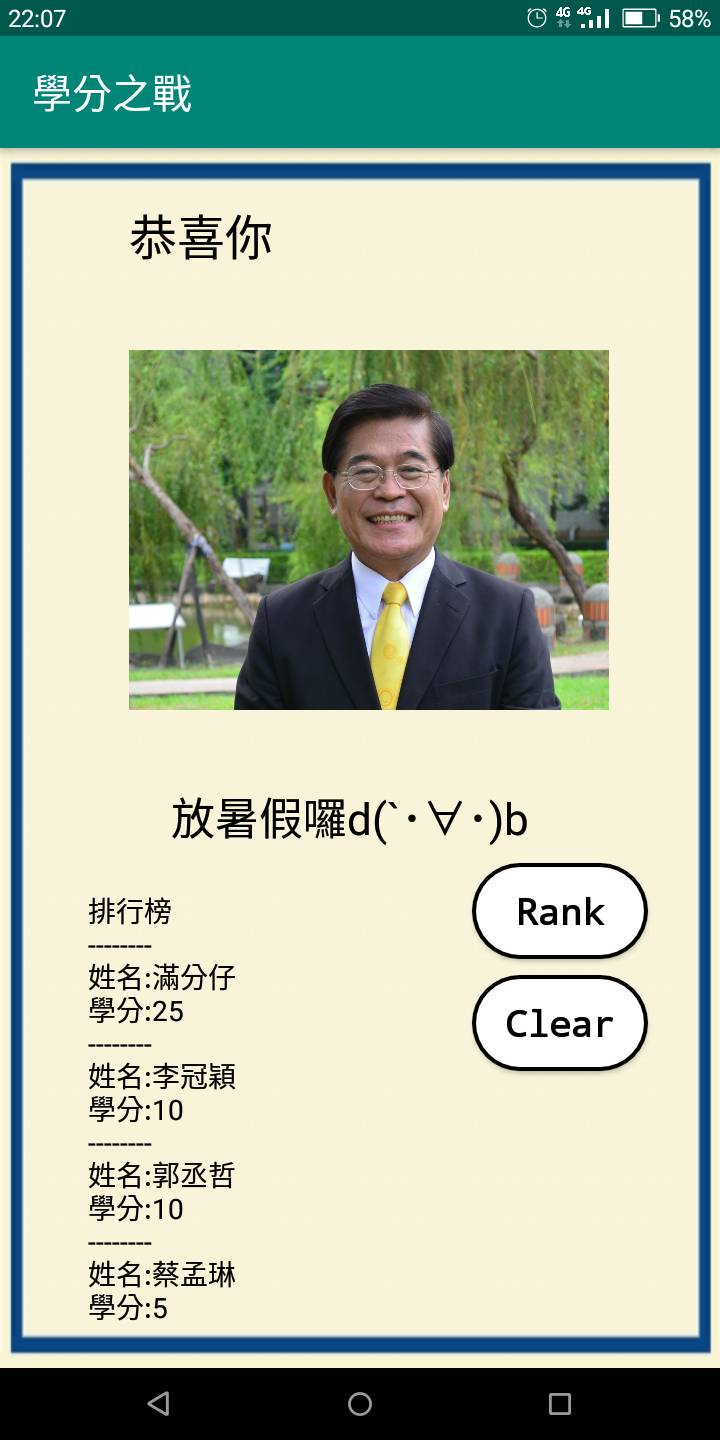 22:07
4G 4G 58%
學分之戰
恭喜你
放暑假囉d(`･∀･)b
排行榜
--------
姓名:滿分仔
學分:25
--------
姓名:李冠穎
學分:10
--------
姓名:郭丞哲
學分:10
--------
姓名:蔡孟琳
學分:5
Rank
Clear